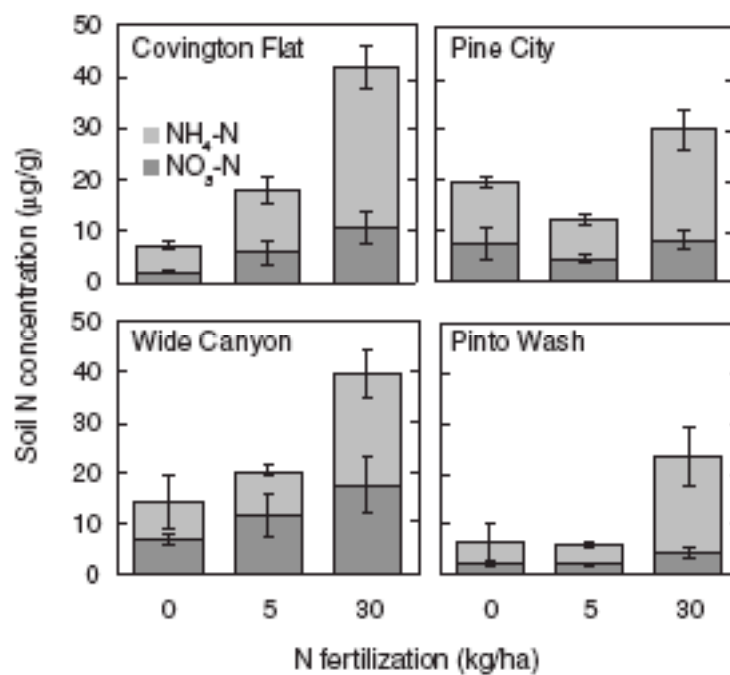 Soil N concentration (µg/g)
50
40
30
20
10
0
Covington Flat
NH₄-N
NO₃-N
Pine City
50
40
30
20
10
0
Wide Canyon
Pinto Wash
0 5 30
0 5 30
N fertilization (kg/ha)